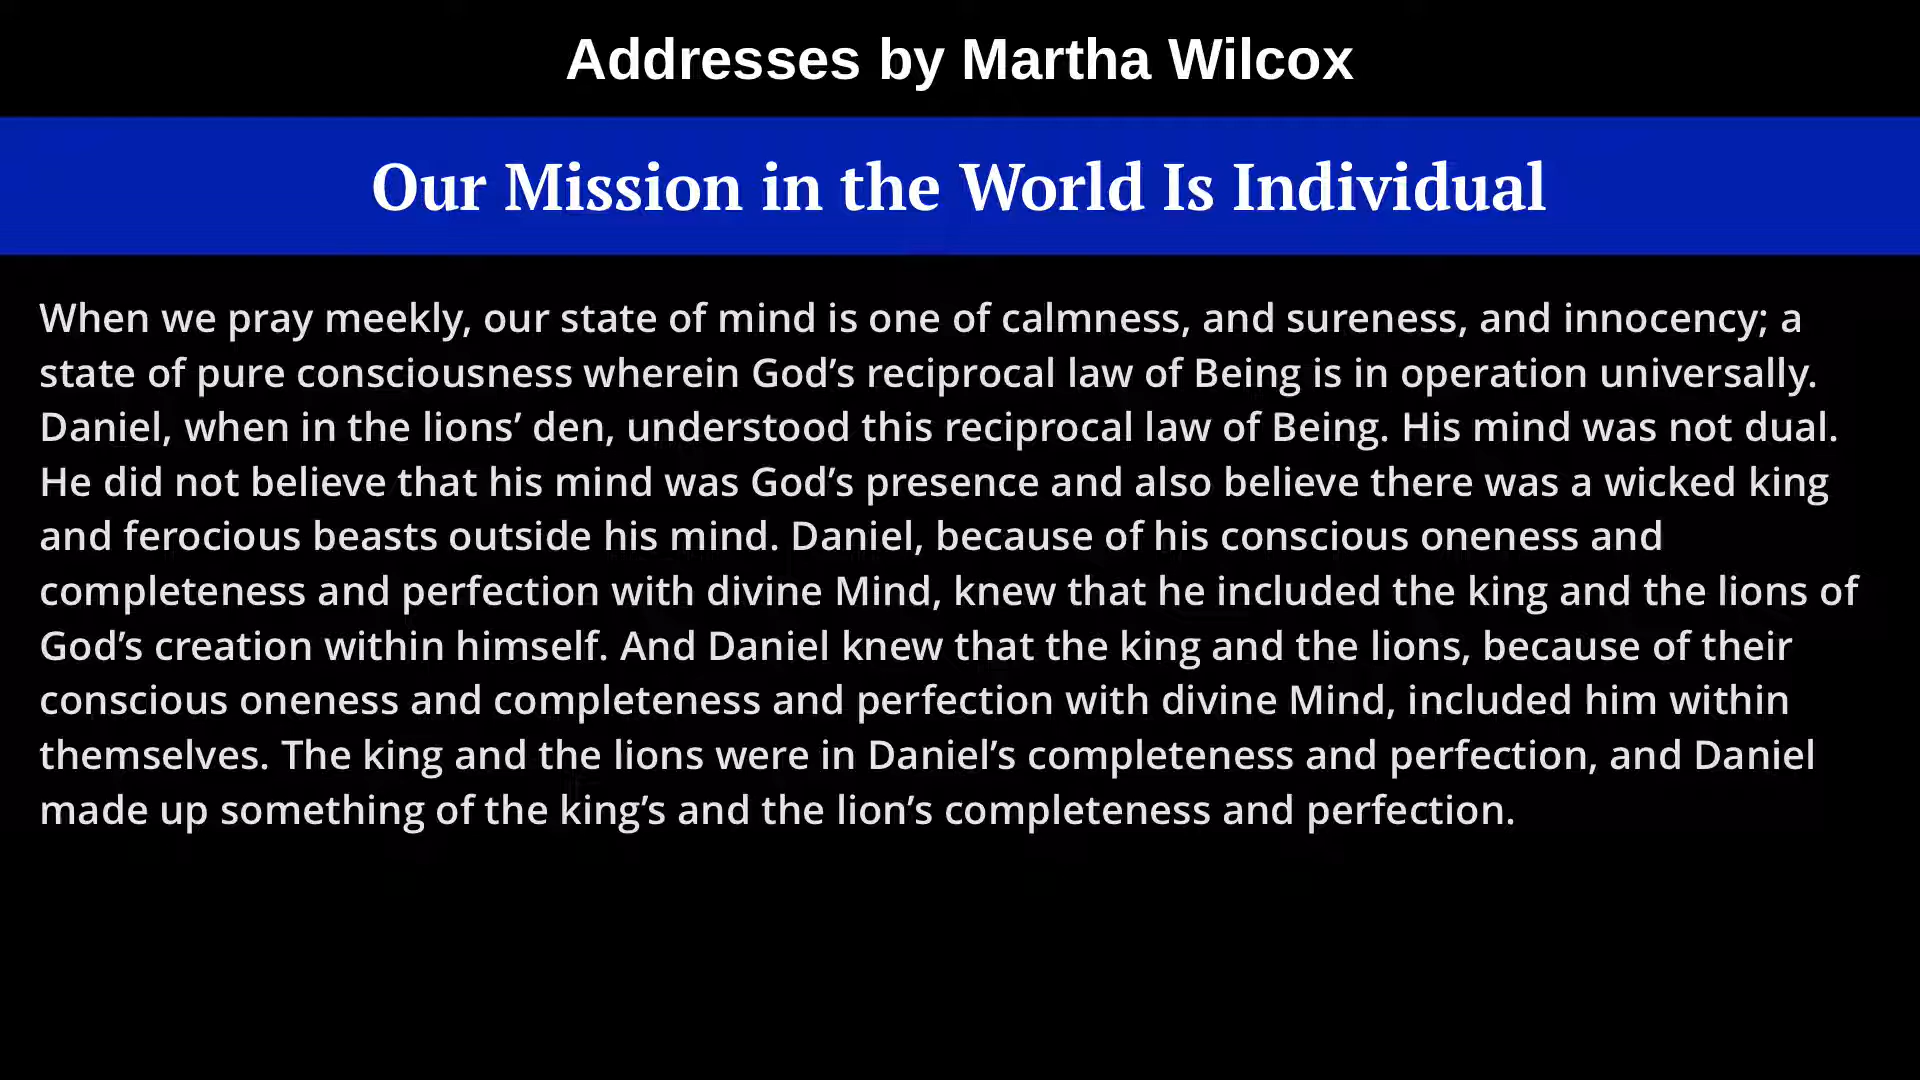 Addresses by Martha Wilcox
Our Mission in the World Is Individual
When we pray meekly, our state of mind is one of calmness, and sureness, and innocency; a
state of pure consciousness wherein God’s reciprocal law of Being is in operation universally.
Daniel, when in the lions’ den, understood this reciprocal law of Being. His mind was not dual.
He did not believe that his mind was God’s presence and also believe there was a wicked king
and ferocious beasts outside his mind. Daniel, because of his conscious oneness and
completeness and perfection with divine Mind, knew that he included the king and the lions of
God’s creation within himself. And Daniel knew that the king and the lions, because of their
conscious oneness and completeness and perfection with divine Mind, included him within
themselves. The king and the lions were in Daniel’s completeness and perfection, and Daniel
made up something of the king’s and the lion’s completeness and perfection.